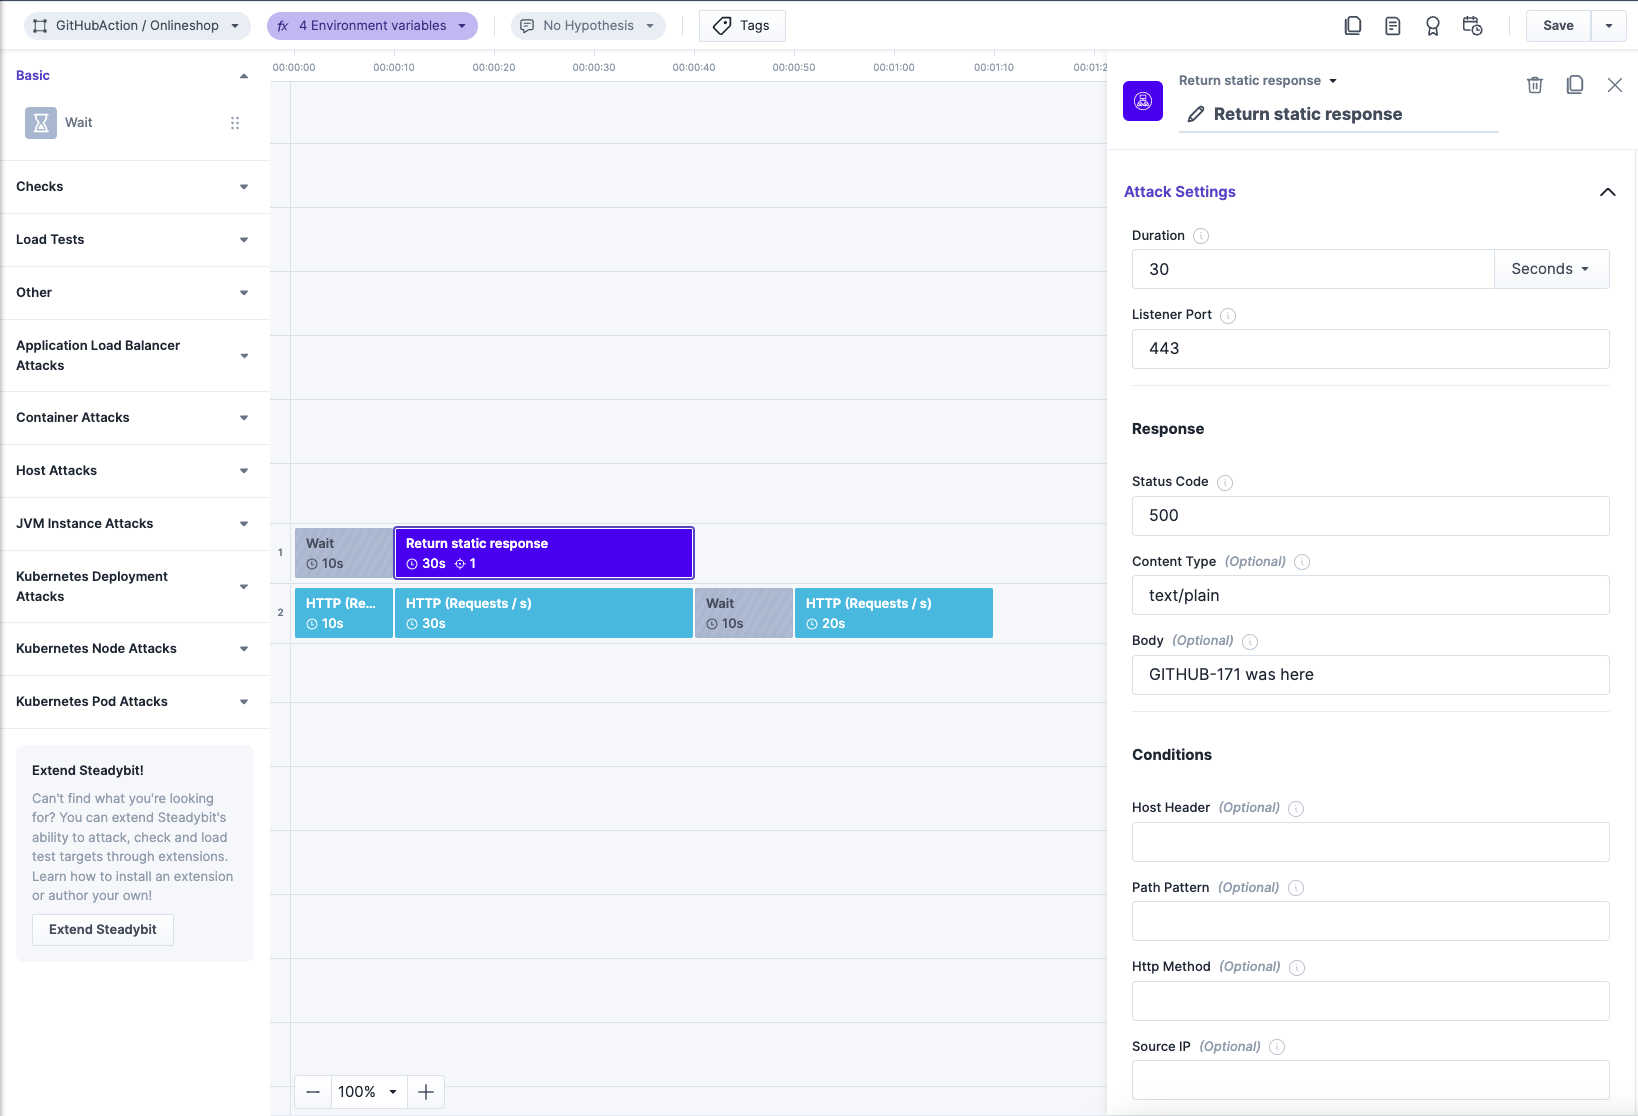 GitHubAction / Onlineshop
fx 4 Environment variables
No Hypothesis
Tags
Save
Basic
Wait
Checks
Load Tests
Other
Application Load Balancer
Attacks
Container Attacks
Host Attacks
JVM Instance Attacks
Kubernetes Deployment
Attacks
Kubernetes Node Attacks
Kubernetes Pod Attacks
Extend Steadybit!
Can't find what you're looking
for? You can extend Steadybit's
ability to attack, check and load
test targets through extensions.
Learn how to install an extension
or author your own!
Extend Steadybit
00:00:00
00:00:10
00:00:20
00:00:30
00:00:40
00:00:50
00:01:00
00:01:10
00:01:2
1
Wait
10s
Return static response
30s 1
2
HTTP (Re...
10s
HTTP (Requests / s)
30s
Wait
10s
HTTP (Requests / s)
20s
100%
Return static response
Return static response
Attack Settings
Duration
30
Seconds
Listener Port
443
Response
Status Code
500
Content Type (Optional)
text/plain
Body (Optional)
GITHUB-171 was here
Conditions
Host Header (Optional)
Path Pattern (Optional)
Http Method (Optional)
Source IP (Optional)